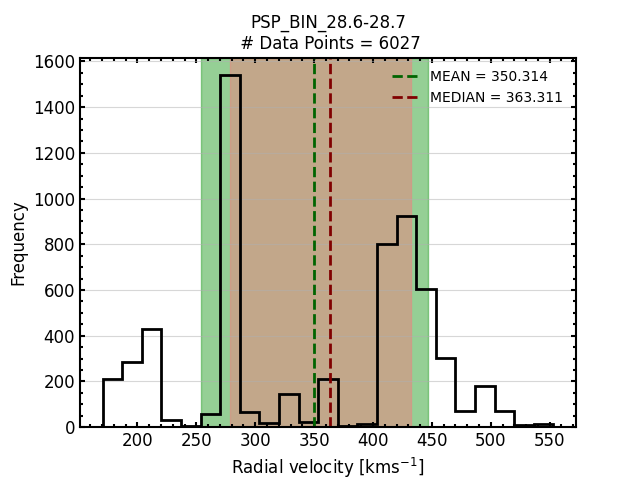 PSP_BIN_28.6-28.7
# Data Points = 6027
MEAN = 350.314
MEDIAN = 363.311
Frequency
1600
1400
1200
1000
800
600
400
200
0
200 250 300 350 400 450 500 550
Radial velocity [kms⁻¹]